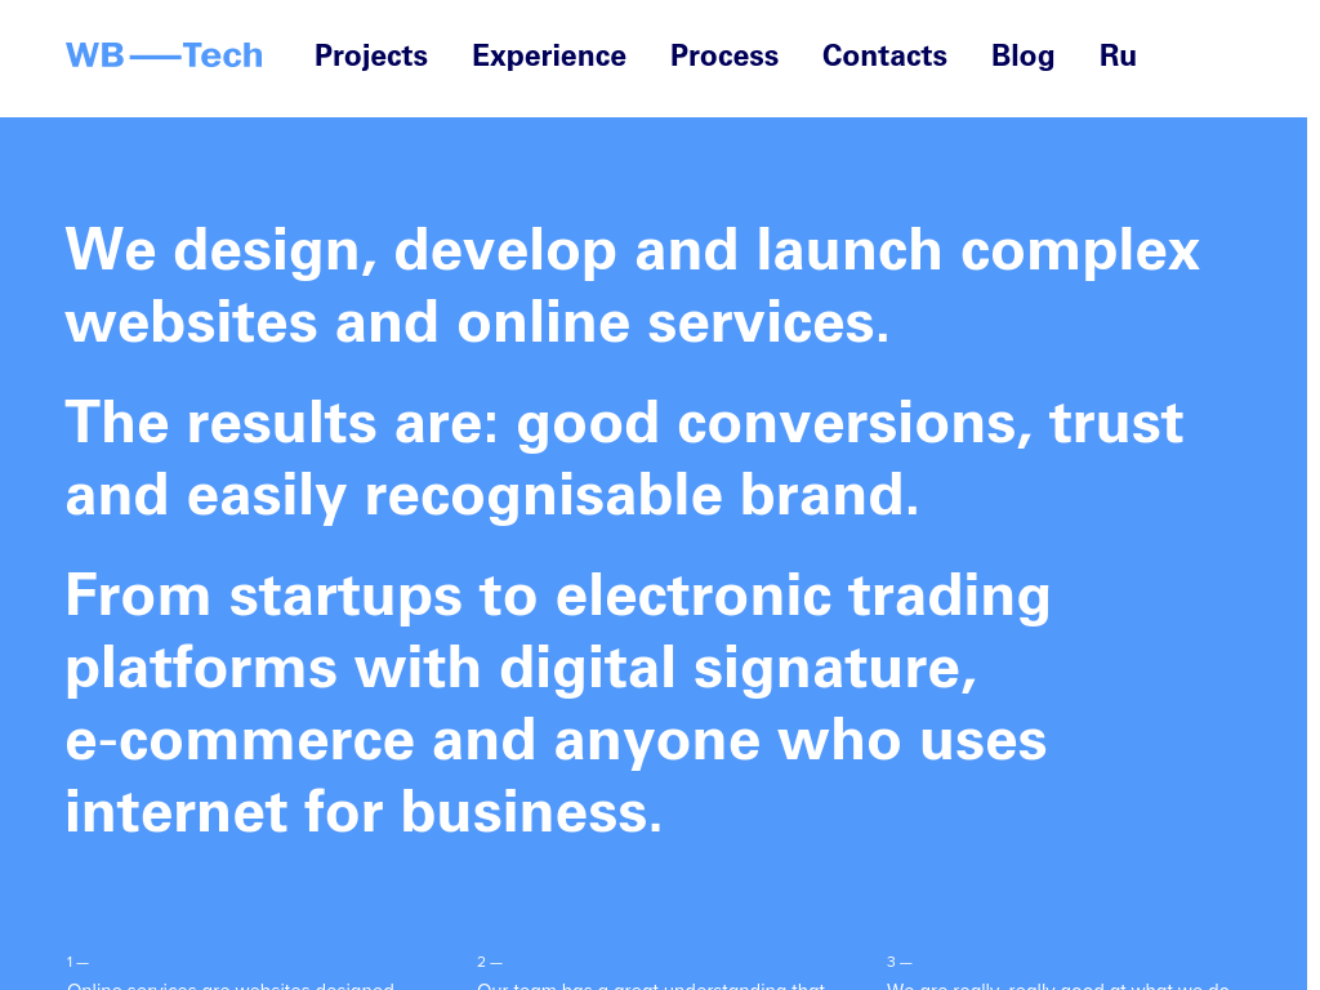 WB — Tech Projects Experience Process Contacts Blog Ru
We design, develop and launch complex
websites and online services.
The results are: good conversions, trust
and easily recognisable brand.
From startups to electronic trading
platforms with digital signature,
e-commerce and anyone who uses
internet for business.
1 — 2 — 3 —
Online services are websites designed Our team has a great understanding that We are really, really good at what we do